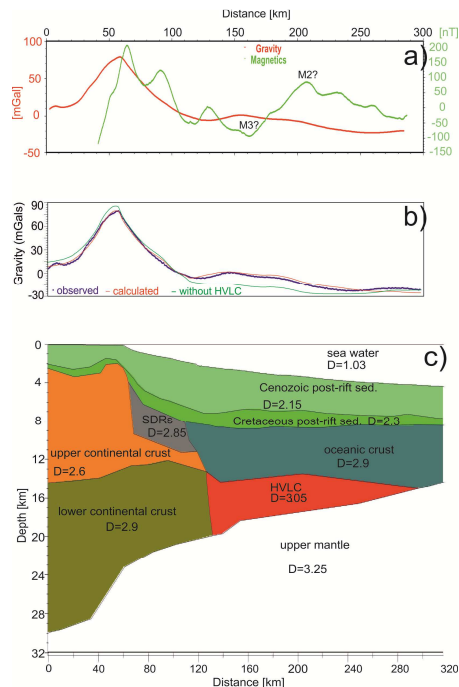 Distance [km]
0 50 100 150 200 250 300
100 50 0 -50
[mGal]
[nT]
200 150 100 50 0 -50 -100 -150
Gravity
Magnetics
a)
M2?
M3?
b)
Gravity (mGals)
90 60 30 0 -30
observed – calculated – without HVLC
c)
0 4 8 12 16 20 24 28 32
Depth [km]
sea water
D=1.03
Cenozoic post-rift sed.
D=2.15
Cretaceous post-rift sed.
D=2.3
SDRs
D=2.85
upper continental crust
D=2.6
oceanic crust
D=2.9
HVLC
D=3.05
lower continental crust
D=2.9
upper mantle
D=3.25
0 40 80 120 160 200 240 280 320
Distance [km]